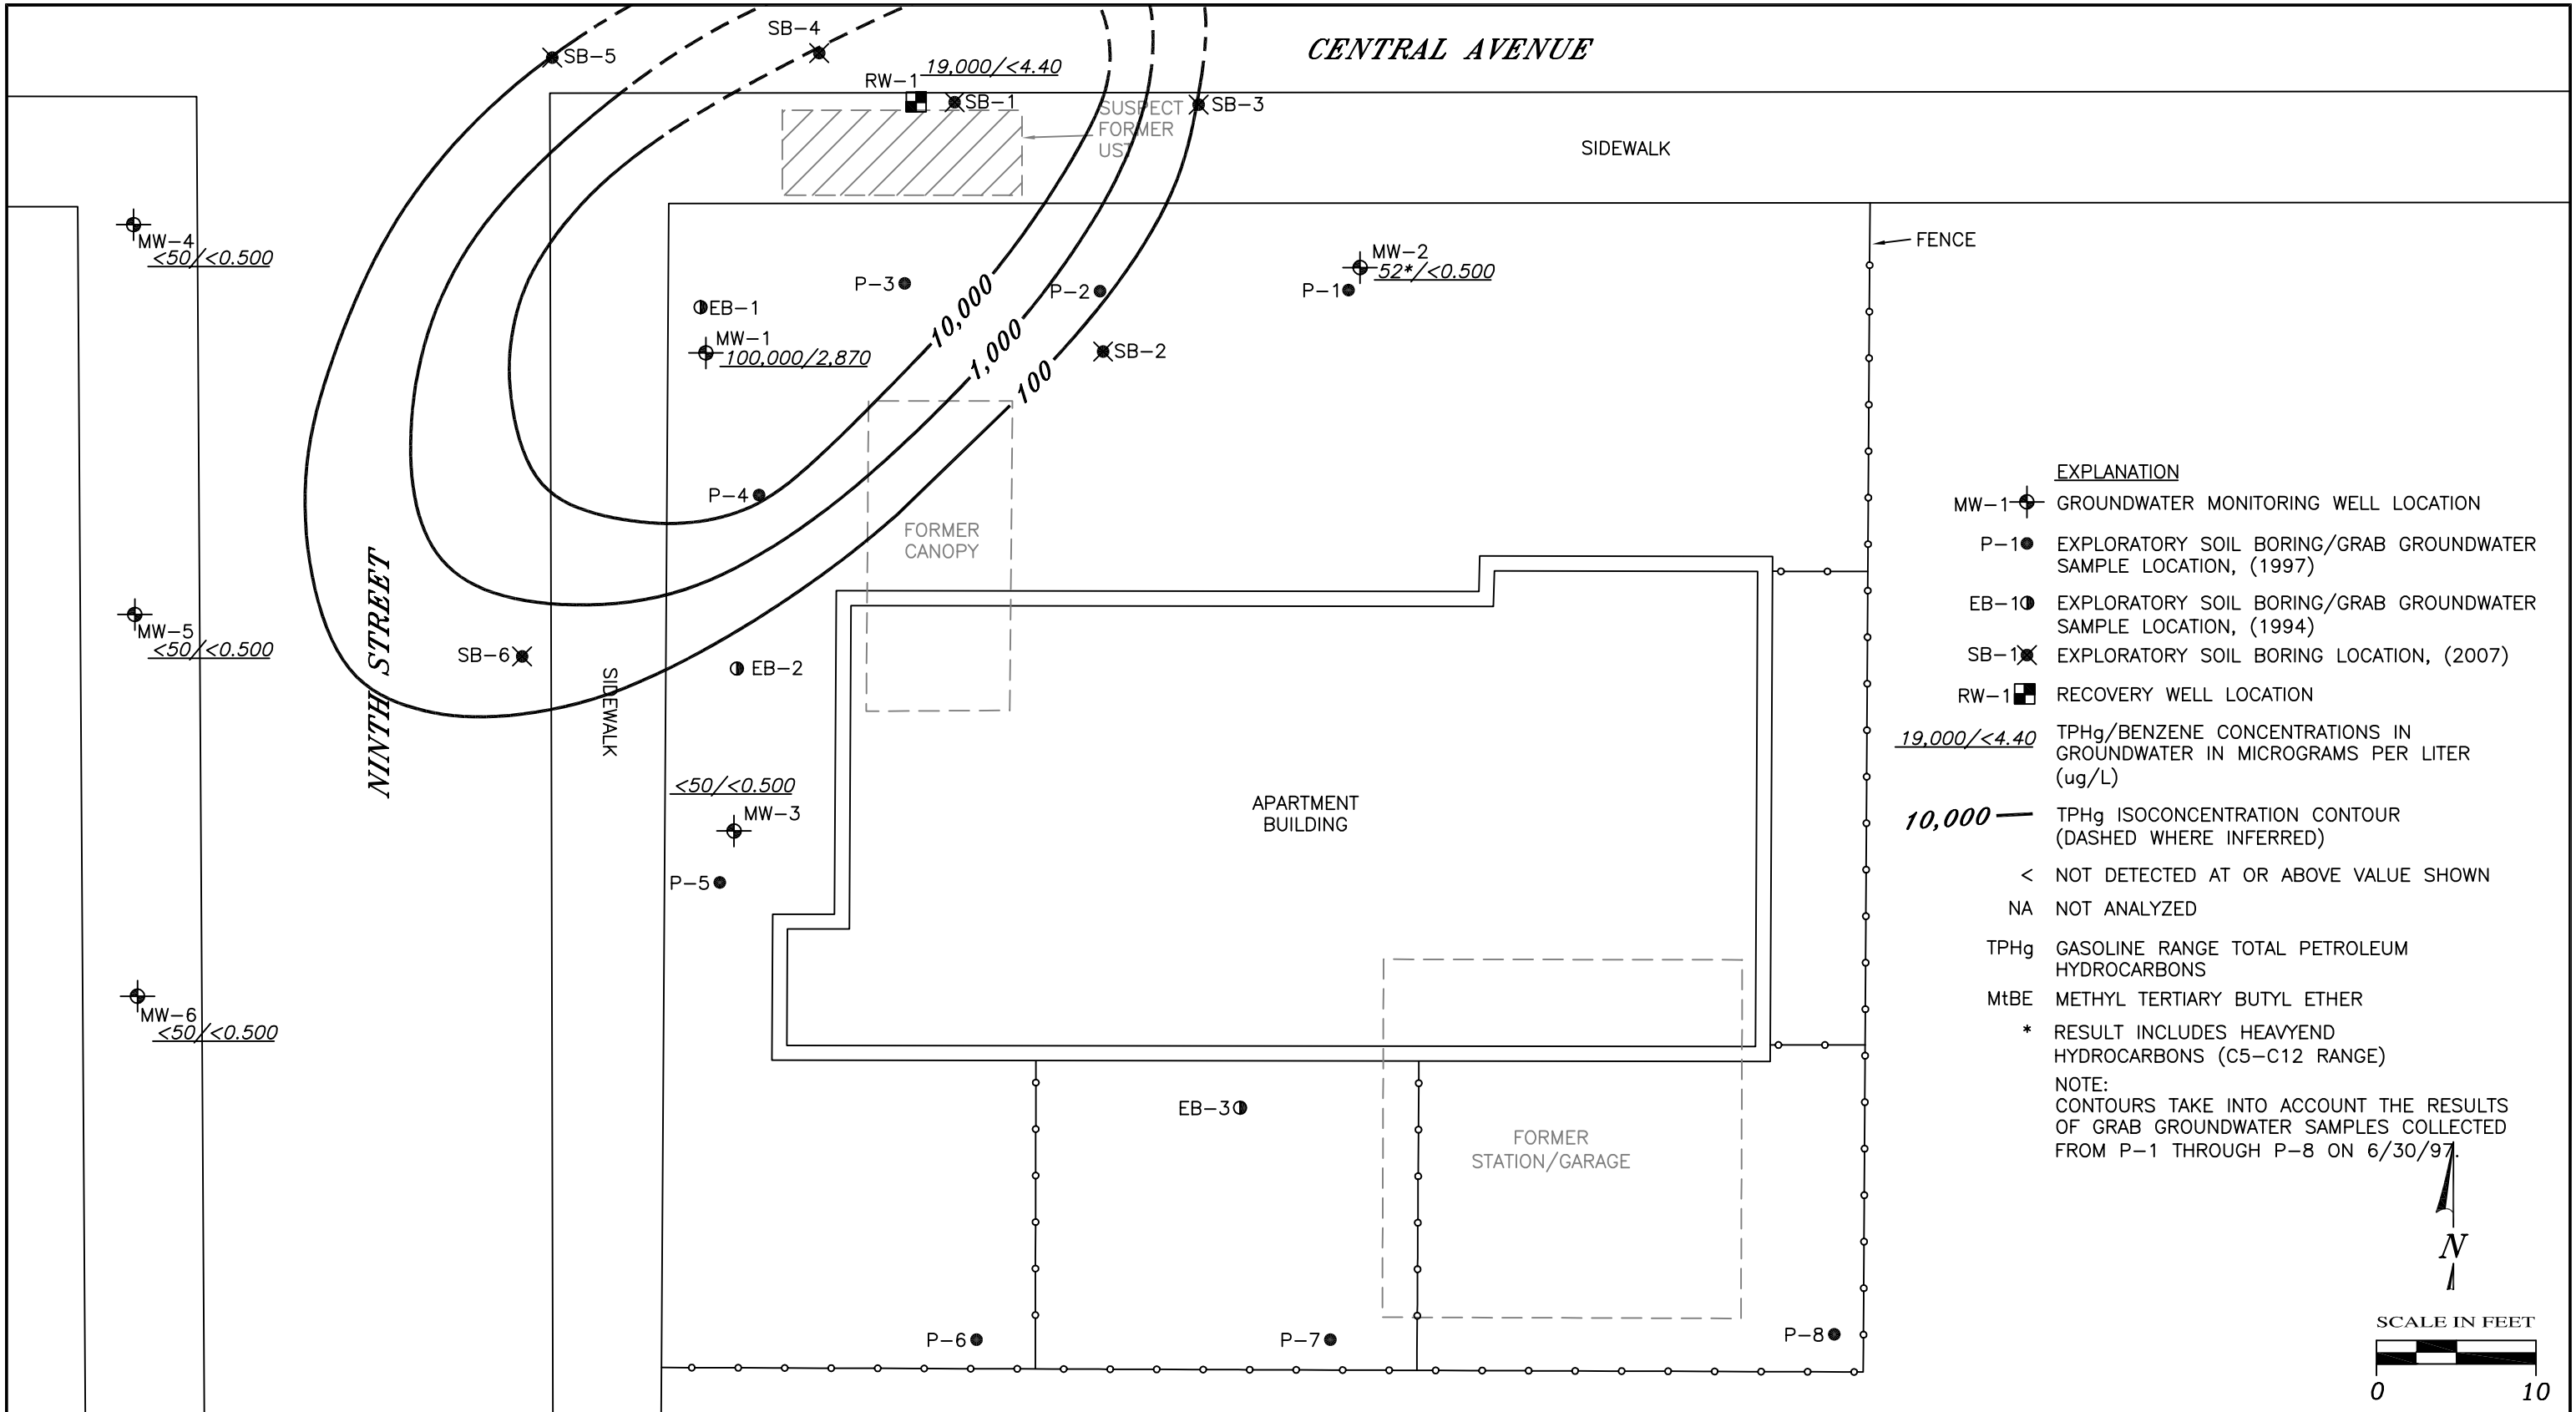 CENTRAL AVENUE
SB-4
SB-5
19,000/<4.40
RW-1
SB-1
SUSPECT
FORMER
UST
SB-3
SIDEWALK
MW-4
<50/<0.500
FENCE
MW-2
52*/<0.500
P-3
P-2
P-1
EB-1
10,000
MW-1
100,000/2,870
1,000
SB-2
100
P-4
FORMER
CANOPY
NINTH STREET
MW-5
<50/<0.500
SB-6
EB-2
SIDEWALK
<50/<0.500
MW-3
P-5
APARTMENT
BUILDING
MW-6
<50/<0.500
EB-3
FORMER
STATION/GARAGE
P-6
P-7
P-8
EXPLANATION
MW-1 GROUNDWATER MONITORING WELL LOCATION
P-1 EXPLORATORY SOIL BORING/GRAB GROUNDWATER
SAMPLE LOCATION, (1997)
EB-1 EXPLORATORY SOIL BORING/GRAB GROUNDWATER
SAMPLE LOCATION, (1994)
SB-1 EXPLORATORY SOIL BORING LOCATION, (2007)
RW-1 RECOVERY WELL LOCATION
19,000/<4.40 TPHg/BENZENE CONCENTRATIONS IN
GROUNDWATER IN MICROGRAMS PER LITER
(ug/L)
10,000 TPHg ISOCONCENTRATION CONTOUR
(DASHED WHERE INFERRED)
< NOT DETECTED AT OR ABOVE VALUE SHOWN
NA NOT ANALYZED
TPHg GASOLINE RANGE TOTAL PETROLEUM
HYDROCARBONS
MtBE METHYL TERTIARY BUTYL ETHER
* RESULT INCLUDES HEAVYEND
HYDROCARBONS (C5-C12 RANGE)
NOTE:
CONTOURS TAKE INTO ACCOUNT THE RESULTS
OF GRAB GROUNDWATER SAMPLES COLLECTED
FROM P-1 THROUGH P-8 ON 6/30/97.
N
SCALE IN FEET
0 10